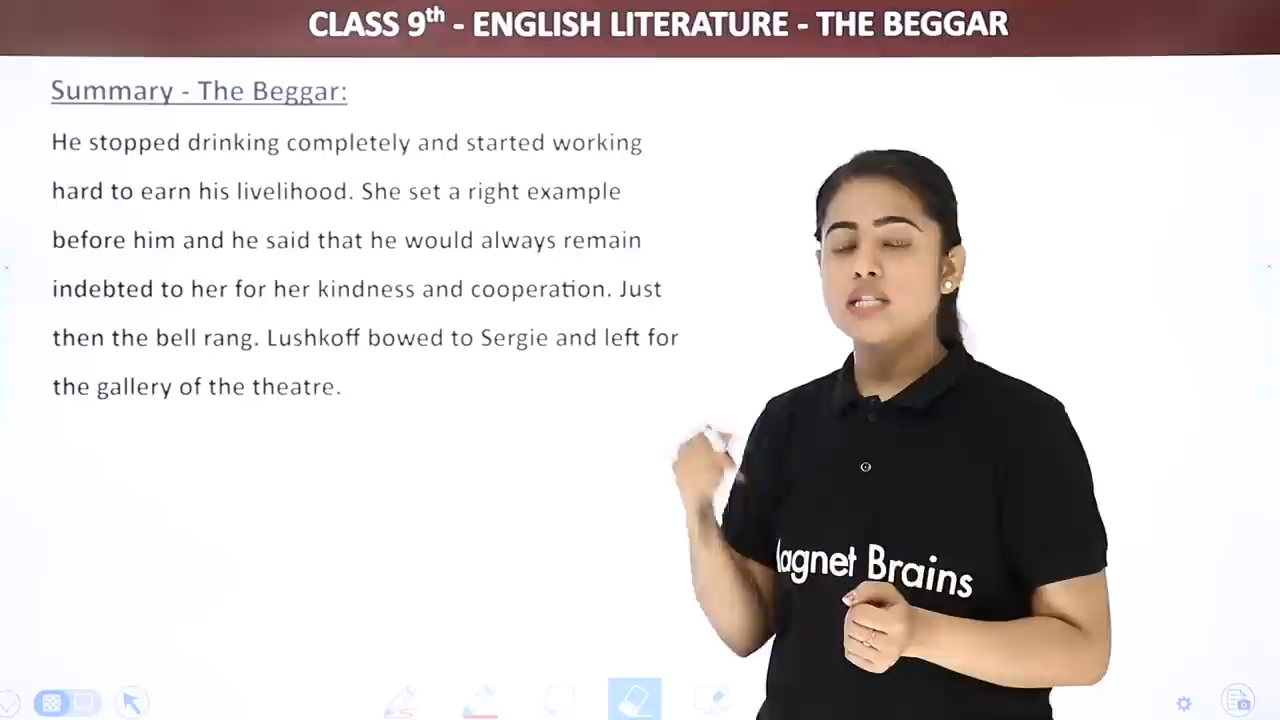 CLASS 9th - ENGLISH LITERATURE - THE BEGGAR
Summary - The Beggar:
He stopped drinking completely and started working
hard to earn his livelihood. She set a right example
before him and he said that he would always remain
indebted to her for her kindness and cooperation. Just
then the bell rang. Lushkoff bowed to Sergie and left for
the gallery of the theatre.
agnet Brains